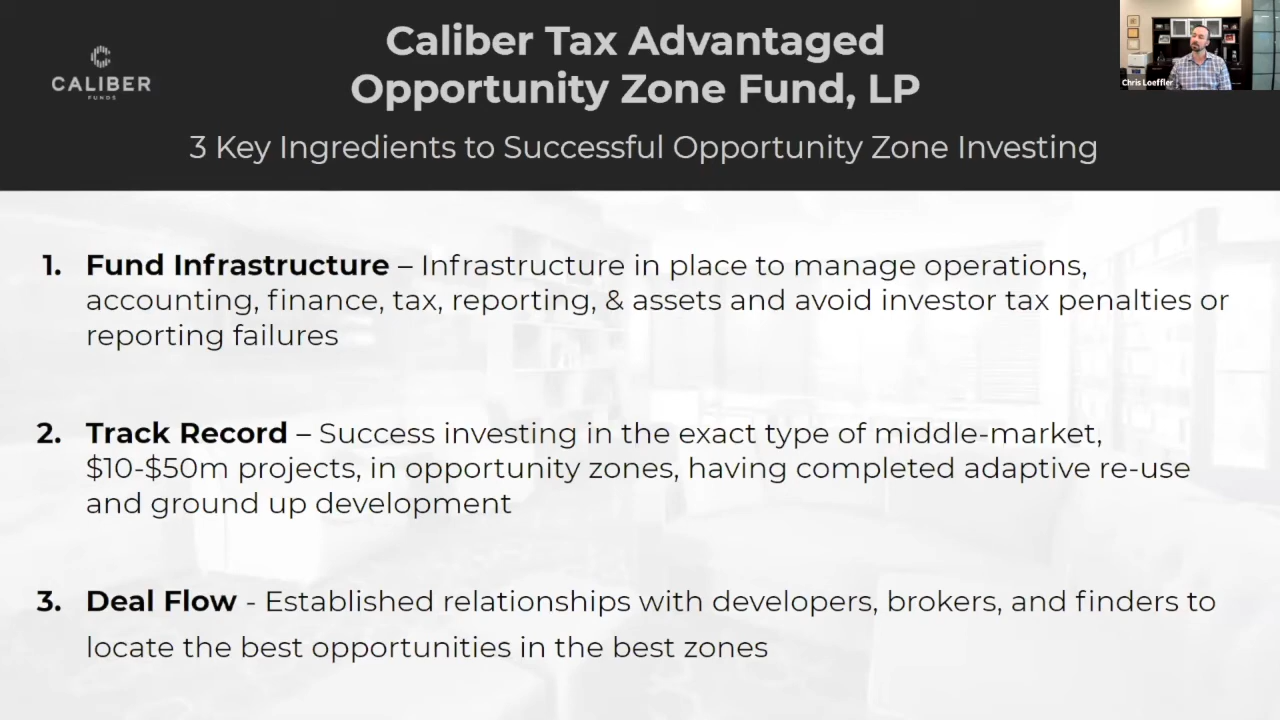 Caliber Tax Advantaged
Opportunity Zone Fund, LP
CALIBER
FUNDS
Chris Loeffler
3 Key Ingredients to Successful Opportunity Zone Investing
1. Fund Infrastructure – Infrastructure in place to manage operations,
accounting, finance, tax, reporting, & assets and avoid investor tax penalties or
reporting failures
2. Track Record – Success investing in the exact type of middle-market,
$10-$50m projects, in opportunity zones, having completed adaptive re-use
and ground up development
3. Deal Flow - Established relationships with developers, brokers, and finders to
locate the best opportunities in the best zones